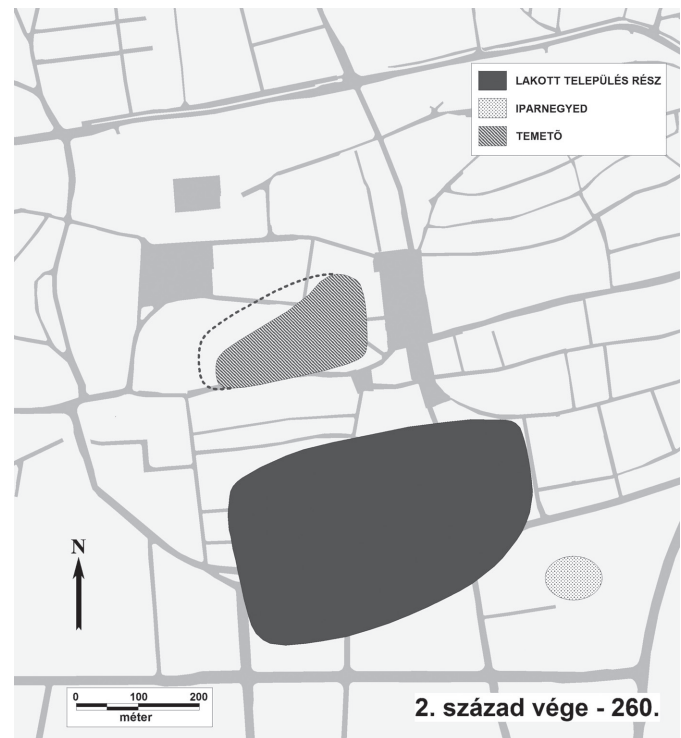 LAKOTT TELEPÜLÉS RÉSZ
IPARNEGYED
TEMETŐ
N
0 100 200
méter
2. század vége - 260.